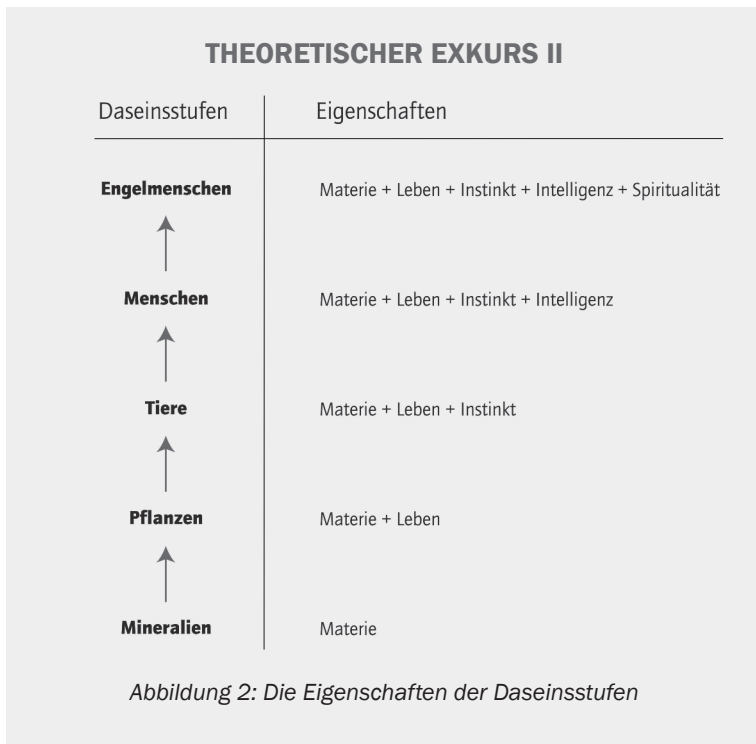 THEORETISCHER EXKURS II
Daseinsstufen Eigenschaften
Engelmenschen Materie + Leben + Instinkt + Intelligenz + Spiritualität
Menschen Materie + Leben + Instinkt + Intelligenz
Tiere Materie + Leben + Instinkt
Pflanzen Materie + Leben
Mineralien Materie
Abbildung 2: Die Eigenschaften der Daseinsstufen